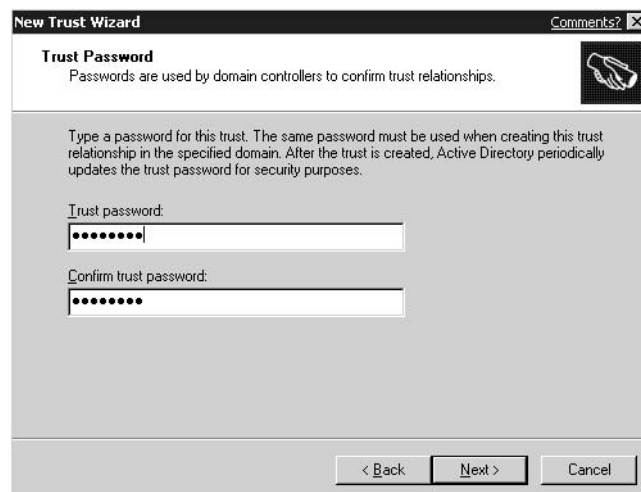 New Trust Wizard Comments?
Trust Password
Passwords are used by domain controllers to confirm trust relationships.
Type a password for this trust. The same password must be used when creating this trust
relationship in the specified domain. After the trust is created, Active Directory periodically
updates the trust password for security purposes.
Trust password:
••••••••
Confirm trust password:
••••••••
< Back Next > Cancel